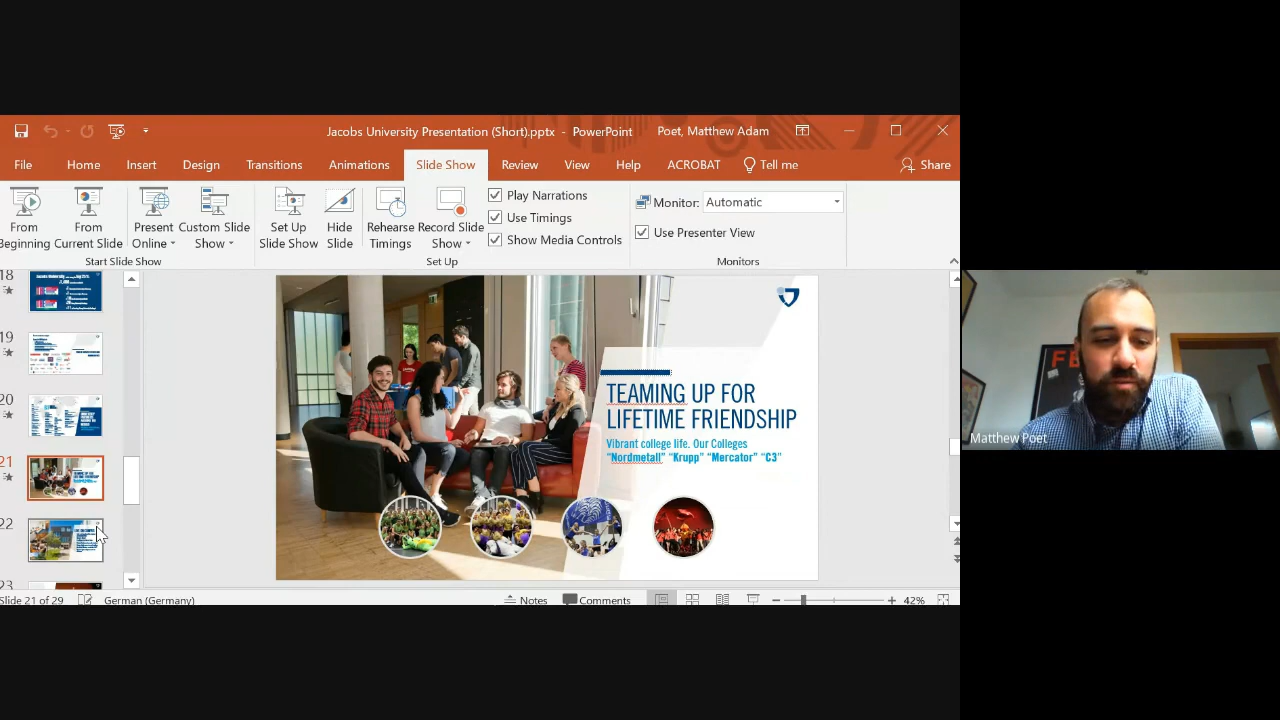 Jacobs University Presentation (Short).pptx - PowerPoint
Poet, Matthew Adam
File Home Insert Design Transitions Animations Slide Show Review View Help ACROBAT Tell me Share
From Beginning
From Current Slide
Present Online
Custom Slide Show
Set Up Slide Show
Hide Slide
Rehearse Timings
Record Slide Show
Play Narrations
Use Timings
Show Media Controls
Monitor: Automatic
Use Presenter View
Start Slide Show
Set Up
Monitors
18
19
20
21
22
23
TEAMING UP FOR
LIFETIME FRIENDSHIP
Vibrant college life. Our Colleges
“Nordmetall” “Krupp” “Mercator” “C3”
Matthew Poet
Slide 21 of 29
German (Germany)
Notes
Comments
42%